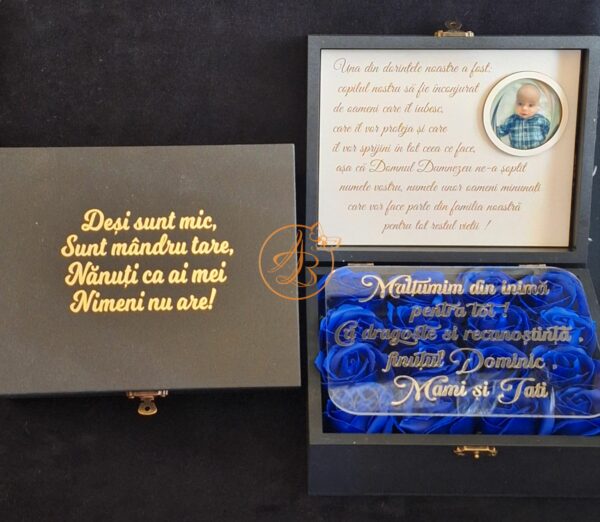 Deși sunt mic,
Sunt mândru tare,
Nănuți ca ai mei
Nimeni nu are!
Una din dorințele noastre a fost:
copilul nostru să fie înconjurat
de oameni care îl iubesc,
care îl vor proteja și care
îl vor sprijini în tot ceea ce face,
așa că Domnul Dumnezeu ne-a șoptit
numele vostru, numele unor oameni minunați
care vor face parte din familia noastră
pentru tot restul vieții !
Mulțumim din inimă
pentru tot !
Cu dragoste si recunoștință ,
finuțul Dominic ,
Mami și Tati
AB